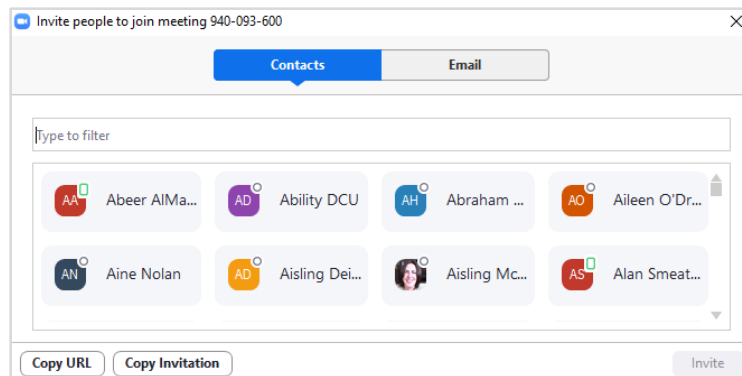 Invite people to join meeting 940-093-600
Contacts Email
Type to filter
AA Abeer AlMa... AD Ability DCU AH Abraham ... AO Aileen O'Dr...
AN Aine Nolan AD Aisling Dei... Aisling Mc... AS Alan Smeat...
Copy URL Copy Invitation Invite